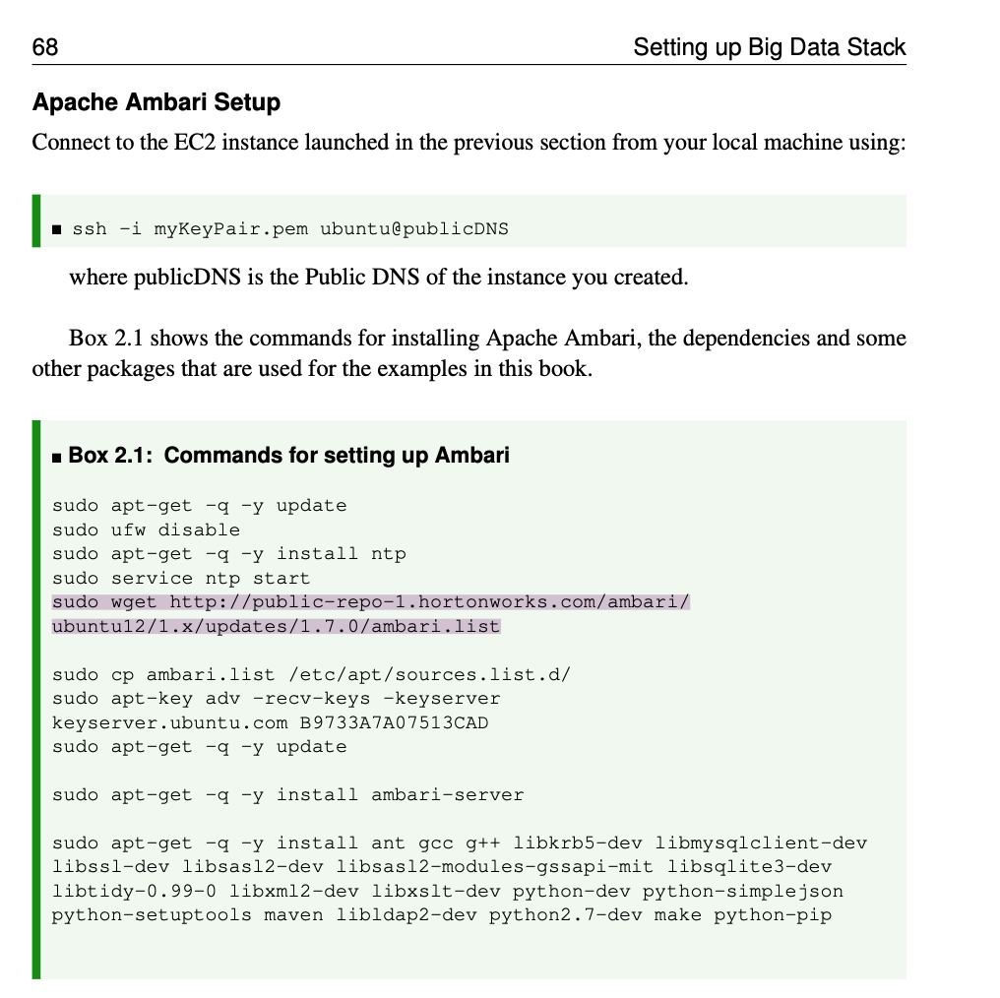 68 Setting up Big Data Stack
Apache Ambari Setup
Connect to the EC2 instance launched in the previous section from your local machine using:
■ ssh -i myKeyPair.pem ubuntu@publicDNS
where publicDNS is the Public DNS of the instance you created.
Box 2.1 shows the commands for installing Apache Ambari, the dependencies and some
other packages that are used for the examples in this book.
■ Box 2.1: Commands for setting up Ambari
sudo apt-get -q -y update
sudo ufw disable
sudo apt-get -q -y install ntp
sudo service ntp start
sudo wget http://public-repo-1.hortonworks.com/ambari/
ubuntu12/1.x/updates/1.7.0/ambari.list
sudo cp ambari.list /etc/apt/sources.list.d/
sudo apt-key adv -recv-keys -keyserver
keyserver.ubuntu.com B9733A7A07513CAD
sudo apt-get -q -y update
sudo apt-get -q -y install ambari-server
sudo apt-get -q -y install ant gcc g++ libkrb5-dev libmysqlclient-dev
libssl-dev libsasl2-dev libsasl2-modules-gssapi-mit libsqlite3-dev
libtidy-0.99-0 libxml2-dev libxslt-dev python-dev python-simplejson
python-setuptools maven libldap2-dev python2.7-dev make python-pip